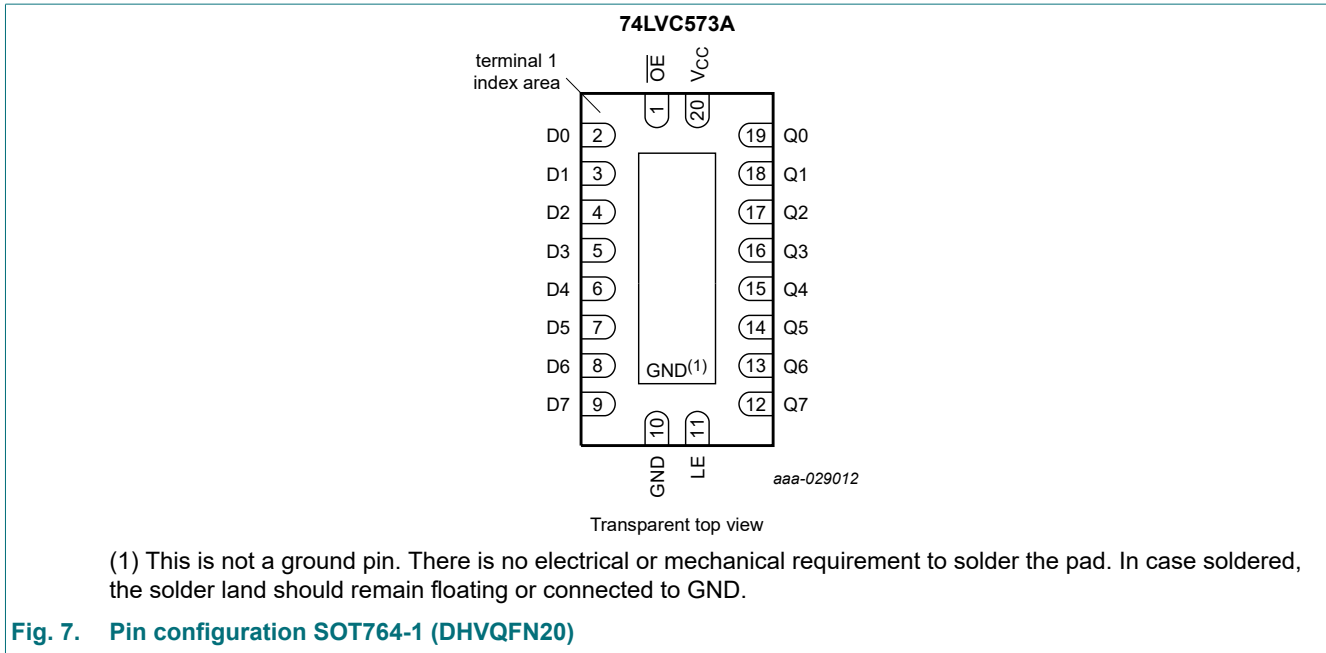 74LVC573A
terminal 1
index area
OE VCC
1 20
D0 2 19 Q0
D1 3 18 Q1
D2 4 17 Q2
D3 5 16 Q3
D4 6 15 Q4
D5 7 14 Q5
D6 8 GND(1) 13 Q6
D7 9 12 Q7
10 11
GND LE
aaa-029012
Transparent top view
(1) This is not a ground pin. There is no electrical or mechanical requirement to solder the pad. In case soldered,
the solder land should remain floating or connected to GND.
Fig. 7. Pin configuration SOT764-1 (DHVQFN20)